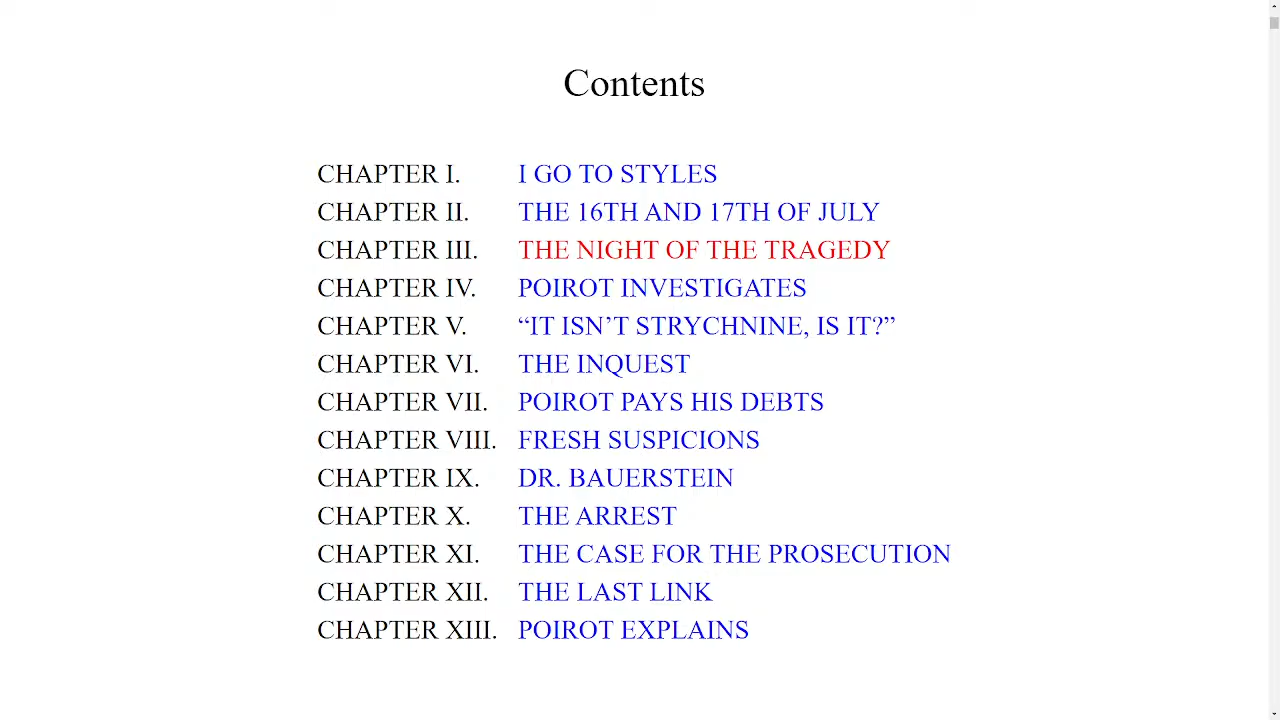 Contents
CHAPTER I. I GO TO STYLES
CHAPTER II. THE 16TH AND 17TH OF JULY
CHAPTER III. THE NIGHT OF THE TRAGEDY
CHAPTER IV. POIROT INVESTIGATES
CHAPTER V. “IT ISN’T STRYCHNINE, IS IT?”
CHAPTER VI. THE INQUEST
CHAPTER VII. POIROT PAYS HIS DEBTS
CHAPTER VIII. FRESH SUSPICIONS
CHAPTER IX. DR. BAUERSTEIN
CHAPTER X. THE ARREST
CHAPTER XI. THE CASE FOR THE PROSECUTION
CHAPTER XII. THE LAST LINK
CHAPTER XIII. POIROT EXPLAINS